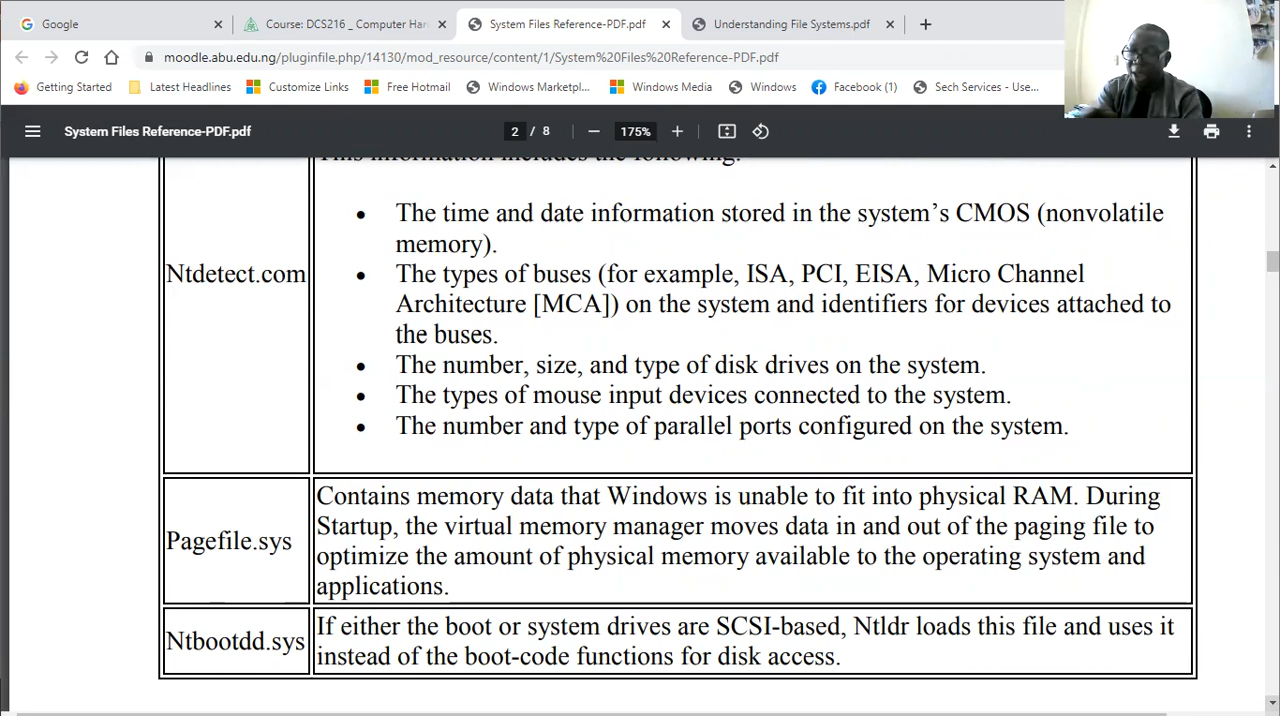 Google
Course: DCS216 _ Computer Har
System Files Reference-PDF.pdf
Understanding File Systems.pdf
moodle.abu.edu.ng/pluginfile.php/14130/mod_resource/content/1/System%20Files%20Reference-PDF.pdf
Getting Started
Latest Headlines
Customize Links
Free Hotmail
Windows Marketpl...
Windows Media
Windows
Facebook (1)
Sech Services - Use...
System Files Reference-PDF.pdf
2 / 8
175%
This information includes the following:
Ntdetect.com
• The time and date information stored in the system’s CMOS (nonvolatile
memory).
• The types of buses (for example, ISA, PCI, EISA, Micro Channel
Architecture [MCA]) on the system and identifiers for devices attached to
the buses.
• The number, size, and type of disk drives on the system.
• The types of mouse input devices connected to the system.
• The number and type of parallel ports configured on the system.
Pagefile.sys
Contains memory data that Windows is unable to fit into physical RAM. During
Startup, the virtual memory manager moves data in and out of the paging file to
optimize the amount of physical memory available to the operating system and
applications.
Ntbootdd.sys
If either the boot or system drives are SCSI-based, Ntldr loads this file and uses it
instead of the boot-code functions for disk access.